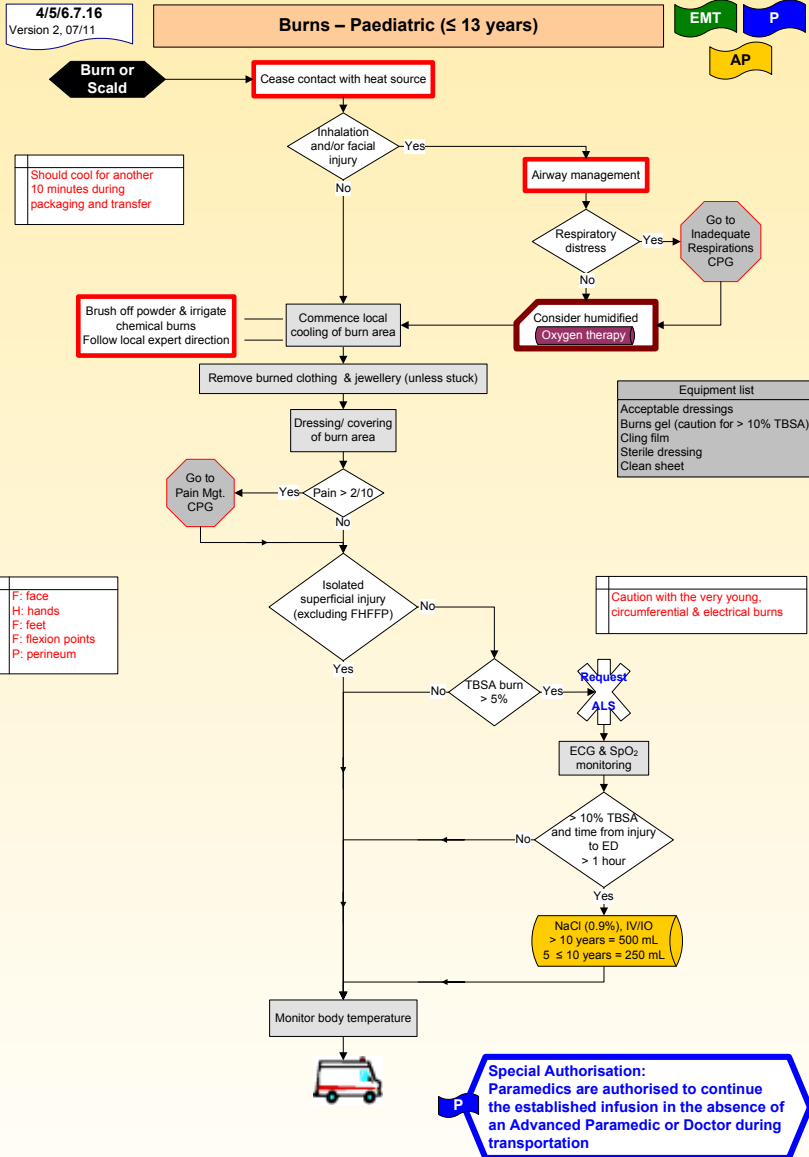 4/5/6.7.16
Version 2, 07/11
Burns – Paediatric (≤ 13 years)
EMT
P
AP
Burn or
Scald
Cease contact with heat source
Inhalation
and/or facial
injury
Yes
No
Should cool for another
10 minutes during
packaging and transfer
Airway management
Respiratory
distress
Yes
No
Go to
Inadequate
Respirations
CPG
Brush off powder & irrigate
chemical burns
Follow local expert direction
Commence local
cooling of burn area
Consider humidified
Oxygen therapy
Remove burned clothing & jewellery (unless stuck)
Equipment list
Acceptable dressings
Burns gel (caution for > 10% TBSA)
Cling film
Sterile dressing
Clean sheet
Dressing/ covering
of burn area
Go to
Pain Mgt.
CPG
Yes
Pain > 2/10
No
F: face
H: hands
F: feet
F: flexion points
P: perineum
Isolated
superficial injury
(excluding FHFFP)
No
Yes
Caution with the very young,
circumferential & electrical burns
No
TBSA burn
> 5%
Yes
Request
ALS
ECG & SpO₂
monitoring
> 10% TBSA
and time from injury
to ED
> 1 hour
No
Yes
NaCl (0.9%), IV/IO
> 10 years = 500 mL
5 ≤ 10 years = 250 mL
Monitor body temperature
P
Special Authorisation:
Paramedics are authorised to continue
the established infusion in the absence of
an Advanced Paramedic or Doctor during
transportation